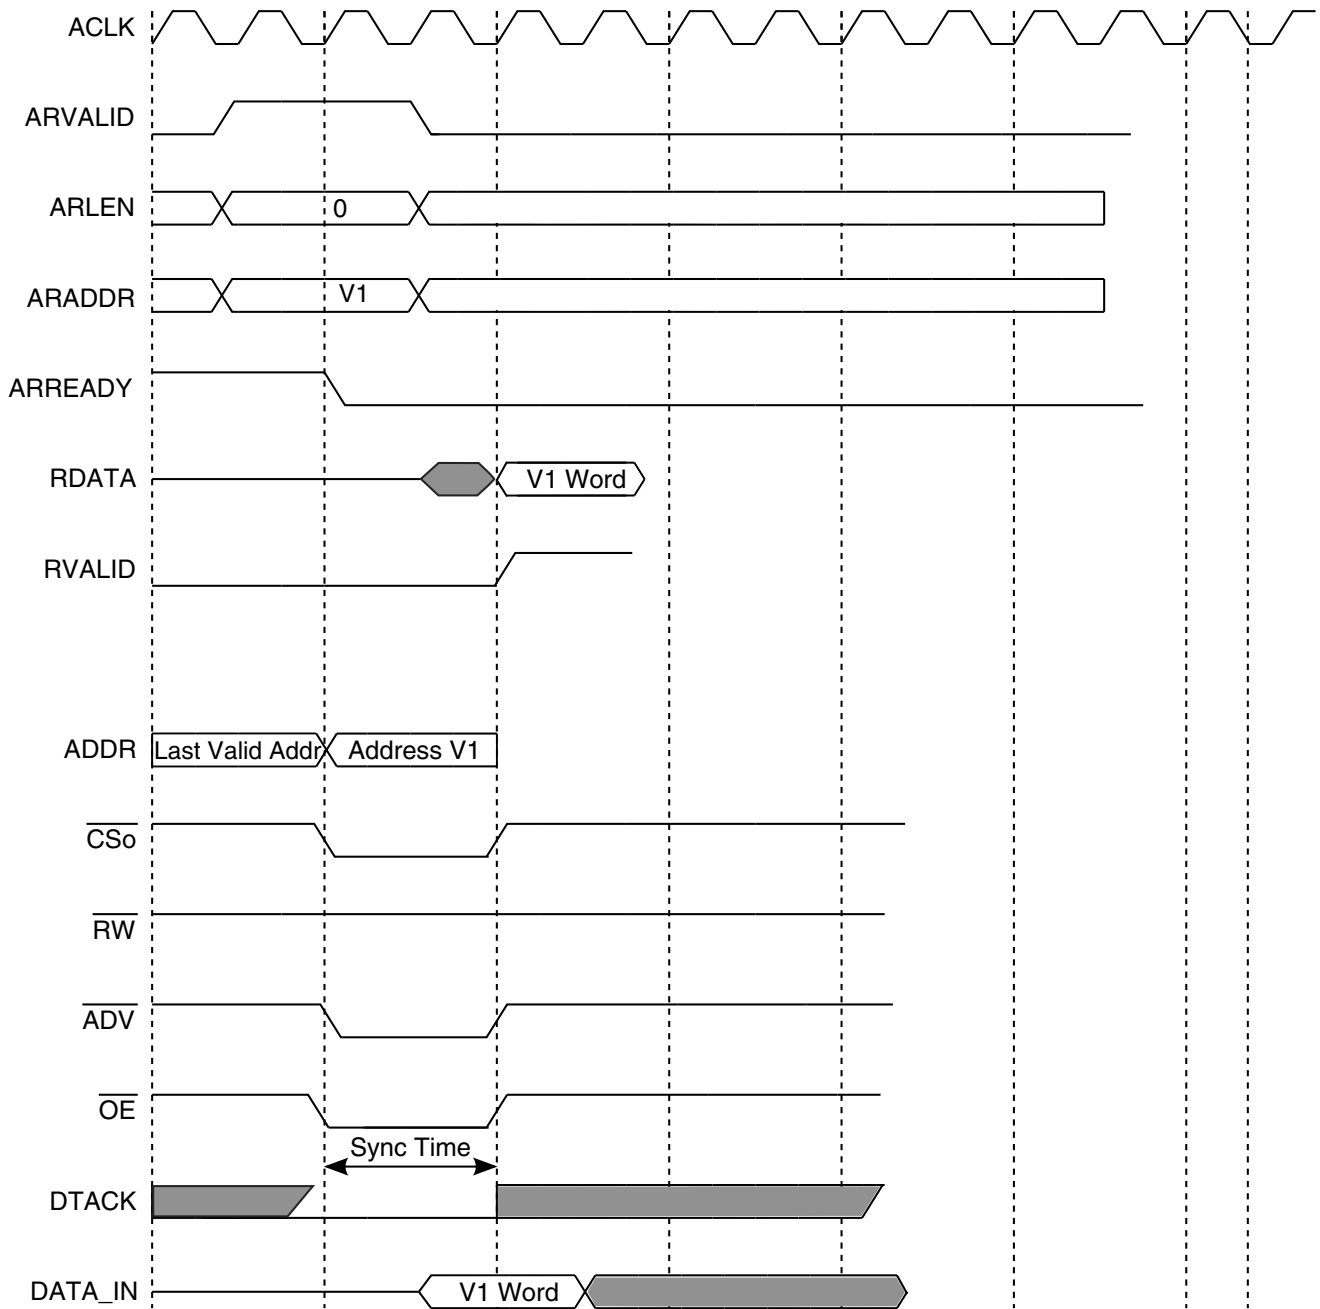 ACLK
ARVALID
ARLEN 0
ARADDR V1
ARREADY
RDATA V1 Word
RVALID
ADDR Last Valid Addr Address V1
CSo
RW
ADV
OE
Sync Time
DTACK
DATA_IN V1 Word